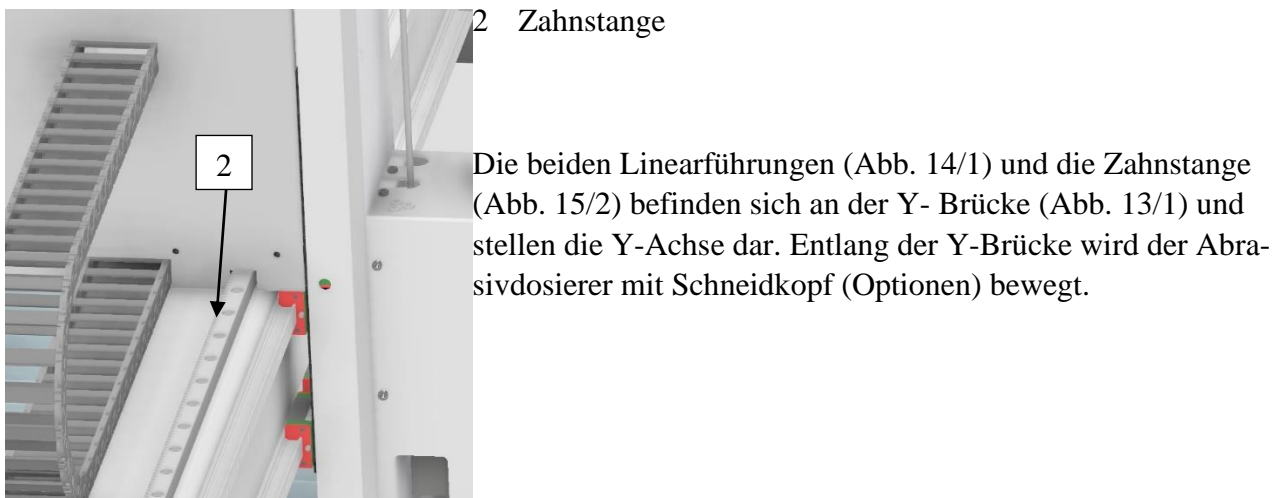 2 Zahnstange
2
Die beiden Linearführungen (Abb. 14/1) und die Zahnstange
(Abb. 15/2) befinden sich an der Y- Brücke (Abb. 13/1) und
stellen die Y-Achse dar. Entlang der Y-Brücke wird der Abra-
sivdosierer mit Schneidkopf (Optionen) bewegt.